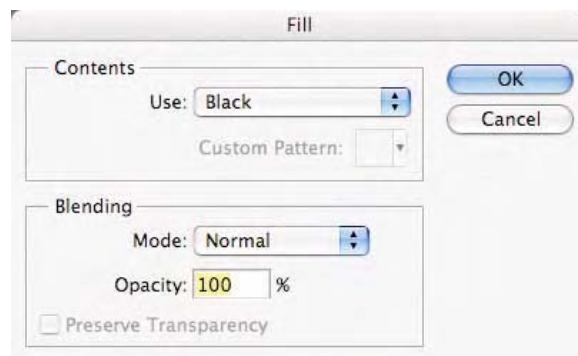 Fill
Contents
Use: Black
Custom Pattern:
OK
Cancel
Blending
Mode: Normal
Opacity: 100 %
Preserve Transparency